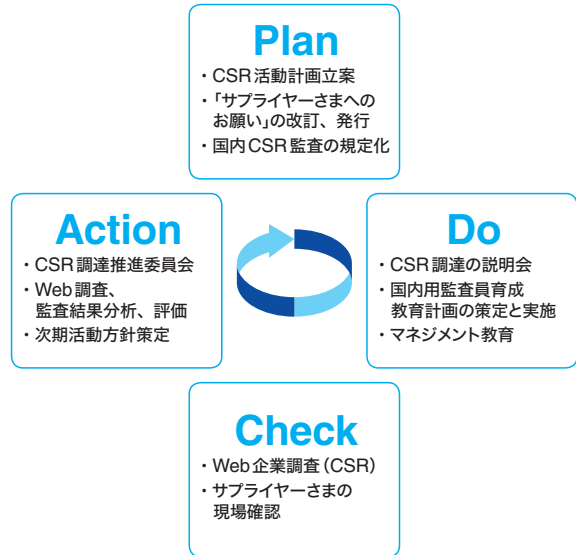 Plan
・CSR活動計画立案
・「サプライヤーさまへの
お願い」の改訂、発行
・国内CSR監査の規定化
Action
・CSR調達推進委員会
・Web調査、
監査結果分析、評価
・次期活動方針策定
Do
・CSR調達の説明会
・国内用監査員育成
教育計画の策定と実施
・マネジメント教育
Check
・Web企業調査（CSR）
・サプライヤーさまの
現場確認